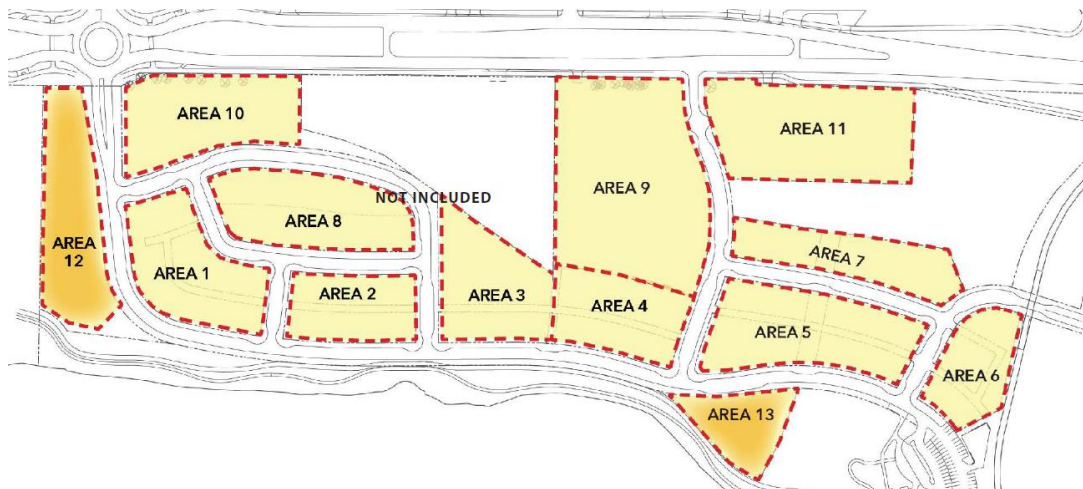 AREA 10
AREA 11
AREA 9
NOT INCLUDED
AREA 8
AREA
12
AREA 1
AREA 7
AREA 2
AREA 3
AREA 4
AREA 5
AREA 6
AREA 13